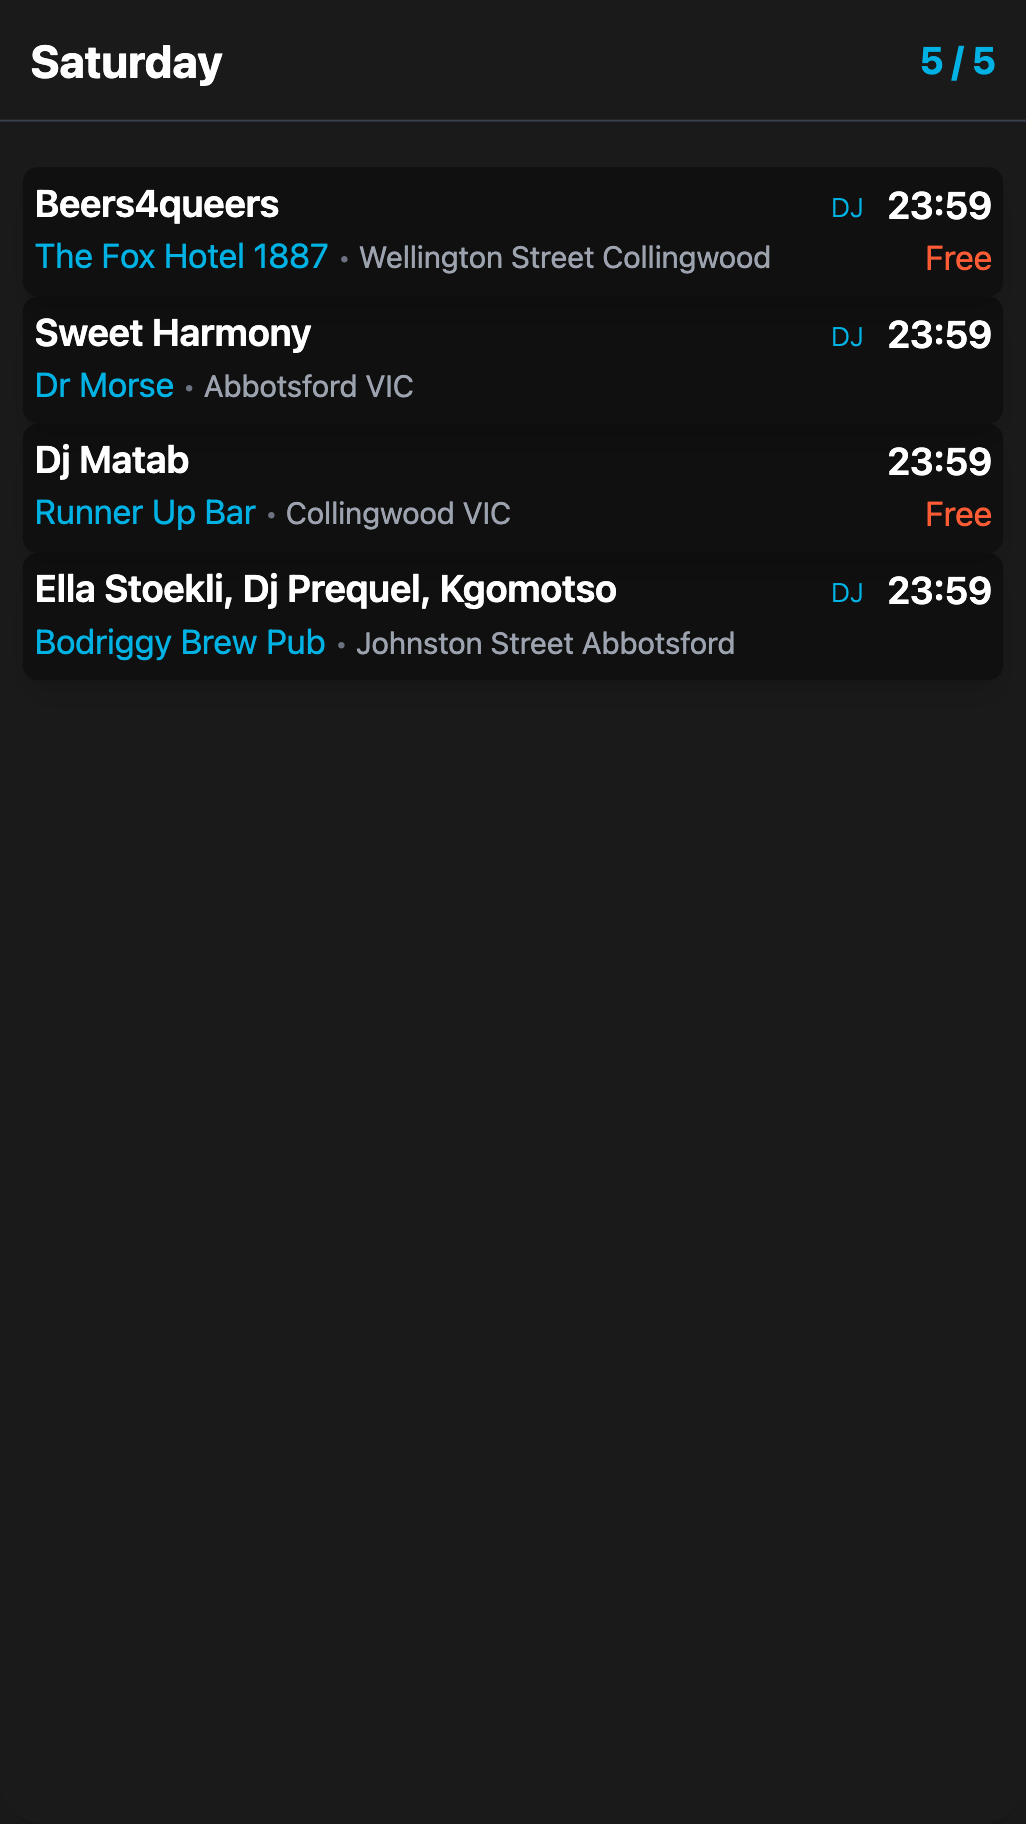 Saturday 5 / 5
Beers4queers DJ 23:59
The Fox Hotel 1887 • Wellington Street Collingwood Free
Sweet Harmony DJ 23:59
Dr Morse • Abbotsford VIC
Dj Matab 23:59
Runner Up Bar • Collingwood VIC Free
Ella Stoekli, Dj Prequel, Kgomotso DJ 23:59
Bodriggy Brew Pub • Johnston Street Abbotsford